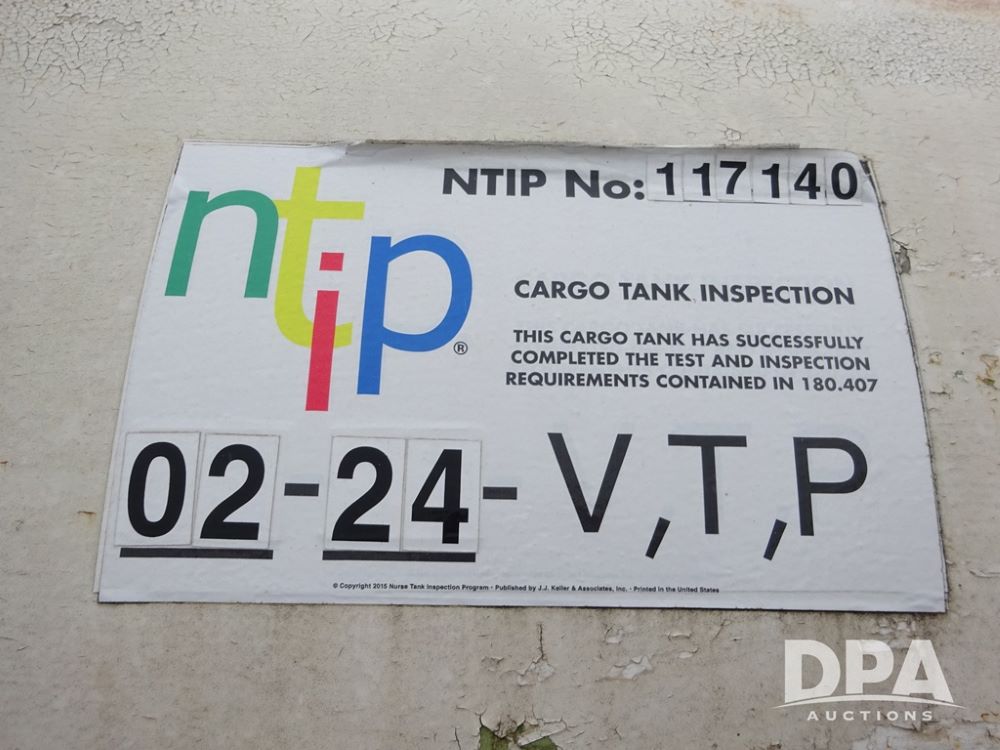 ntip®
NTIP No: 117140
CARGO TANK INSPECTION
THIS CARGO TANK HAS SUCCESSFULLY
COMPLETED THE TEST AND INSPECTION
REQUIREMENTS CONTAINED IN 180.407
02-24-V,T,P
© Copyright 2015 Nurse Tank Inspection Program • Published by J.J. Keller & Associates, Inc. • Printed in the United States
DPA
AUCTIONS